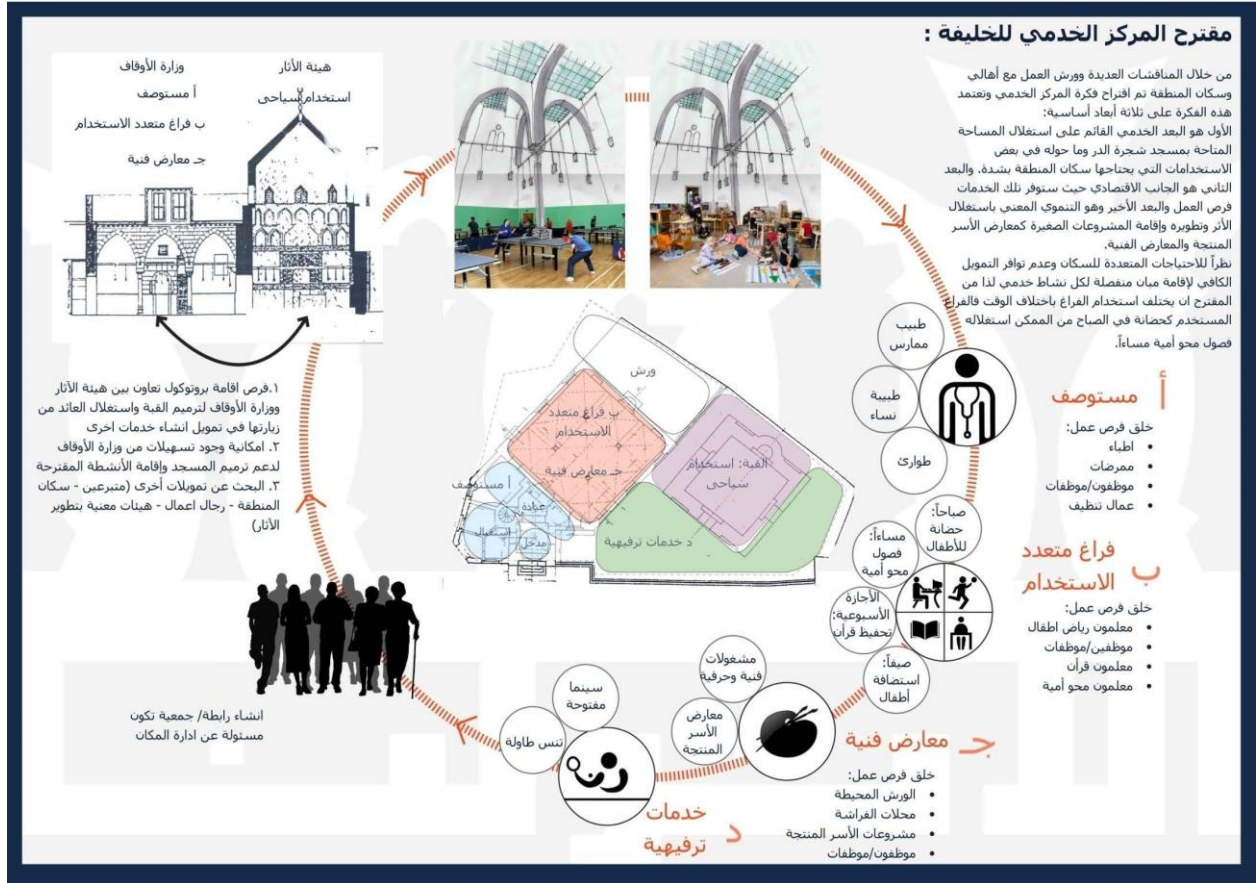 مقترح المركز الخدمي للخليفة :
من خلال المناقشات العديدة وورش العمل مع أهالي
وسكان المنطقة تم اقتراح فكرة المركز الخدمي وتعتمد
هذه الفكرة على ثلاثة أبعاد أساسية:
الأول هو البعد الخدمي القائم على استغلال المساحة
المتاحة بمسجد شجرة الدر وما حوله في بعض
الاستخدامات التي يحتاجها سكان المنطقة بشدة، والبعد
الثاني هو الجانب الاقتصادي حيث ستوفر تلك الخدمات
فرص العمل والبعد الأخير وهو التنموي المعني باستغلال
الأثر وتطويره وإقامة المشروعات الصغيرة كمعارض الأسر
المنتجة والمعارض الفنية.
نظراً للاحتياجات المتعددة للسكان وعدم توافر التمويل
الكافي لإقامة مبان منفصلة لكل نشاط خدمي لذا من
المقترح ان يختلف استخدام الفراغ باختلاف الوقت فالفراغ
المستخدم كحضانة في الصباح من الممكن استغلاله
فصول محو أمية مساءاً.
هيئة الأثار
استخدام سياحى
وزارة الأوقاف
أ مستوصف
ب فراغ متعدد الاستخدام
جـ معارض فنية
١.فرص اقامة بروتوكول تعاون بين هيئة الآثار
ووزارة الأوقاف لترميم القبة واستغلال العائد من
زيارتها في تمويل انشاء خدمات اخرى
٢. امكانية وجود تسهيلات من وزارة الأوقاف
لدعم ترميم المسجد وإقامة الأنشطة المقترحة
٣. البحث عن تمويلات أخرى (متبرعين - سكان
المنطقة - رجال اعمال - هيئات معنية بتطوير
الأثار)
ورش
ب فراغ متعدد
الاستخدام
جـ معارض فنية
القبة: استخدام
سياحى
أ مستوصف
عيادة
استقبال
مدخل
د خدمات ترفيهية
طبيب
ممارس
طبيبة
نساء
طوارئ
أ مستوصف
خلق فرص عمل:
• اطباء
• ممرضات
• موظفون/موظفات
• عمال تنظيف
صباحاً:
حضانة
للأطفال
مساءاً:
فصول
محو أمية
الأجازة
الأسبوعية:
تحفيظ قرأن
صيفاً:
استضافة
أطفال
ب فراغ متعدد
الاستخدام
خلق فرص عمل:
• معلمون رياض اطفال
• موظفين/موظفات
• معلمون قرأن
• معلمون محو أمية
مشغولات
فنية وحرفية
معارض
الأسر
المنتجة
جـ معارض فنية
خلق فرص عمل:
• الورش المحيطة
• محلات الفراشة
• مشروعات الأسر المنتجة
• موظفون/موظفات
سينما
مفتوحة
تنس طاولة
د خدمات
ترفيهية
انشاء رابطة/ جمعية تكون
مسئولة عن ادارة المكان